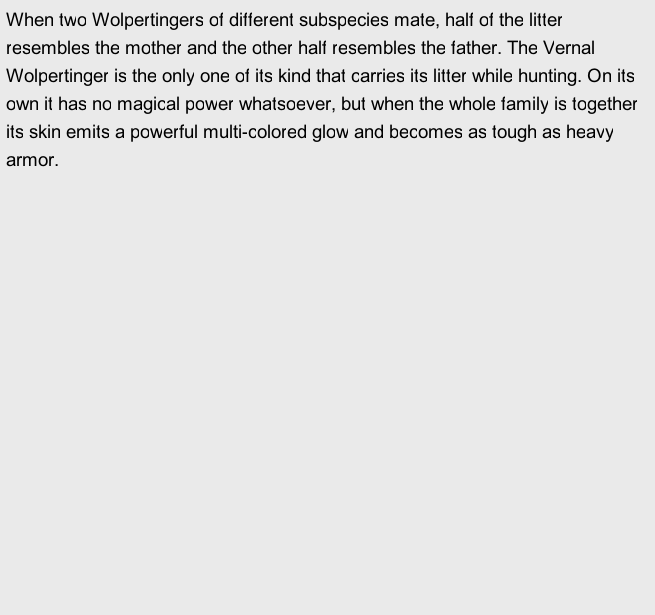 When two Wolpertingers of different subspecies mate, half of the litter
resembles the mother and the other half resembles the father. The Vernal
Wolpertinger is the only one of its kind that carries its litter while hunting. On its
own it has no magical power whatsoever, but when the whole family is together
its skin emits a powerful multi-colored glow and becomes as tough as heavy
armor.